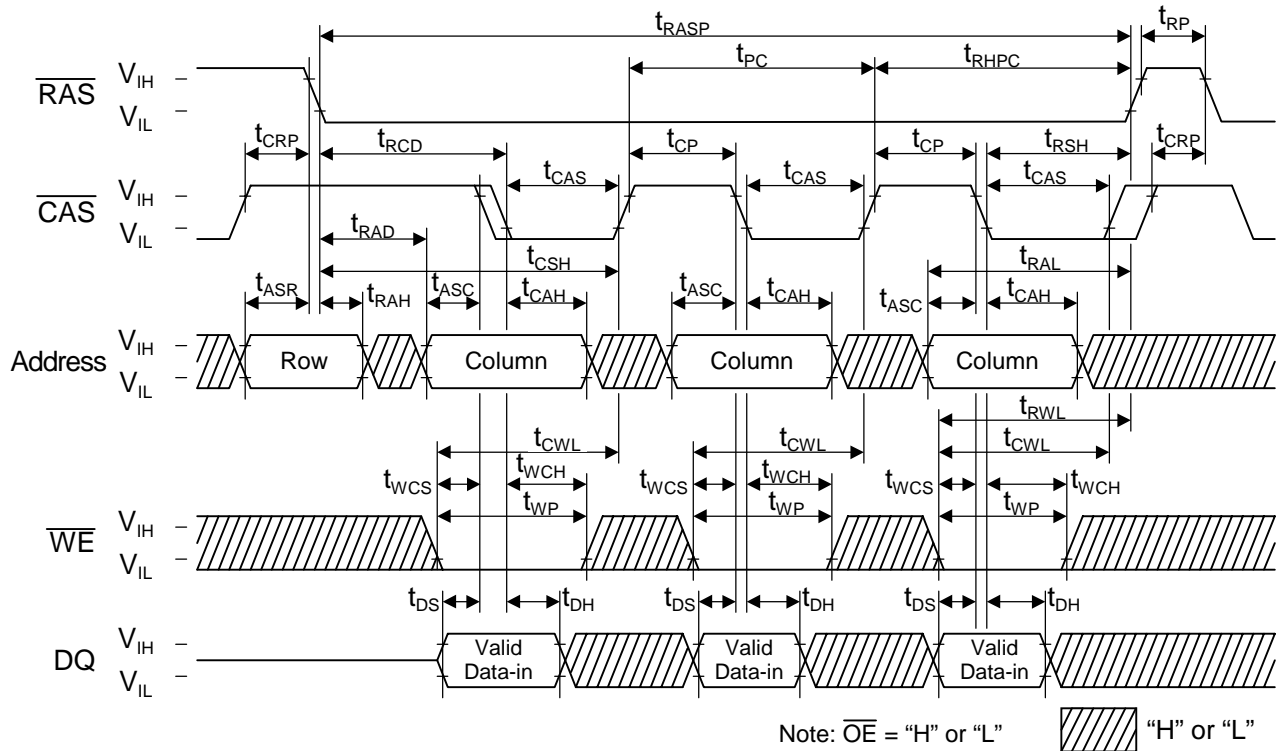 tRASP tRP
tPC tRHPC
RAS VIH
VIL
tCRP tRCD tCP tCP tRSH tCRP
tCAS tCAS tCAS
CAS VIH
VIL
tRAD
tCSH tRAL
tASR tRAH tASC tCAH tASC tCAH tASC tCAH
Address VIH
VIL
Row Column Column Column
tRWL
tCWL tCWL tCWL
tWCS tWCH tWCS tWCH tWCS tWCH
tWP tWP tWP
WE VIH
VIL
tDS tDH tDS tDH tDS tDH
DQ VIH
VIL
Valid Data-in Valid Data-in Valid Data-in
Note: OE = “H” or “L” “H” or “L”